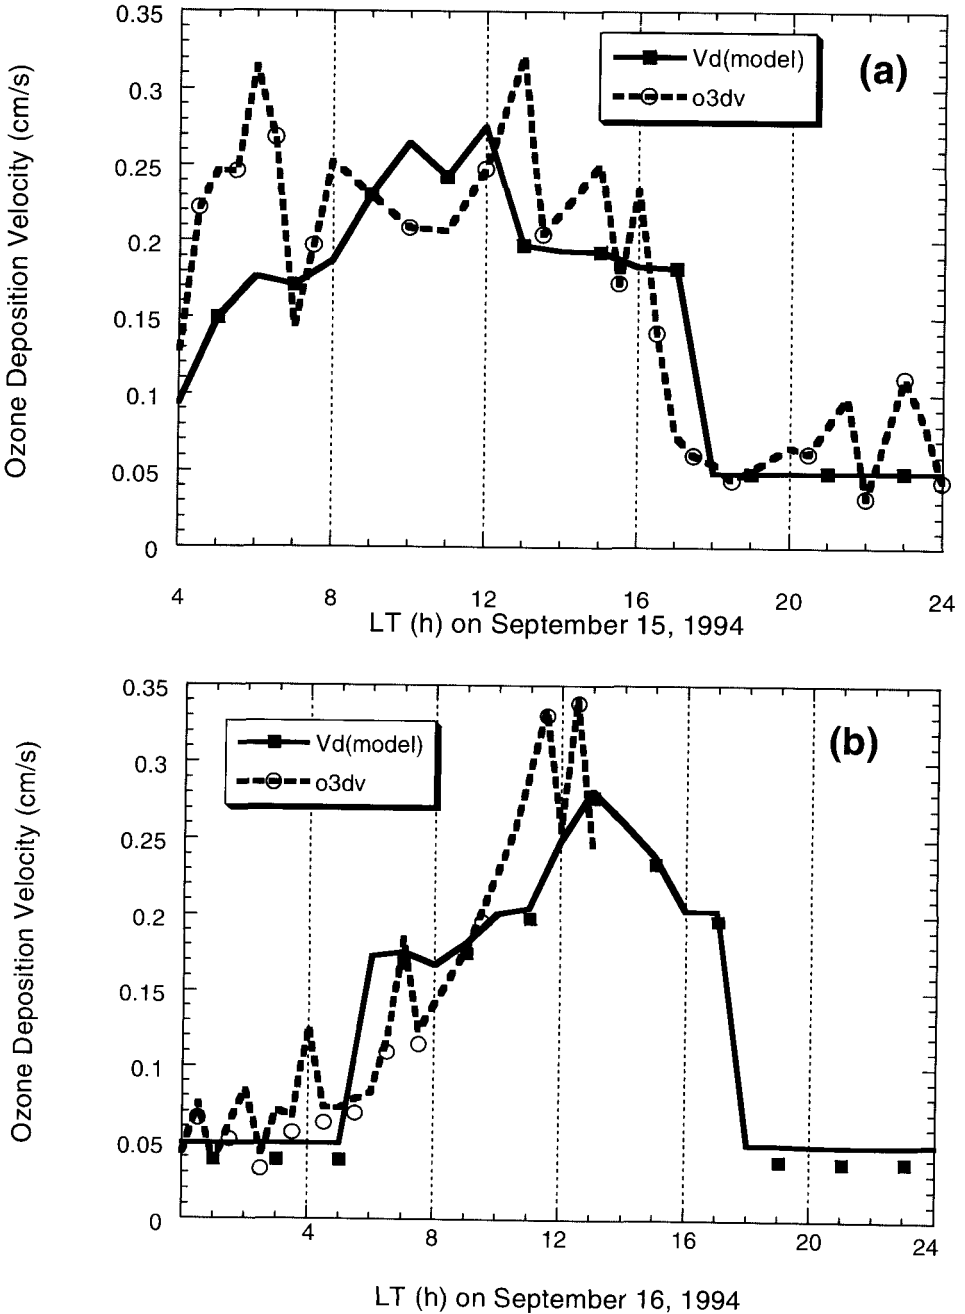 0.35
0.3
0.25
0.2
0.15
0.1
0.05
0
Ozone Deposition Velocity (cm/s)
Vd(model)
o3dv
(a)
4 8 12 16 20 24
LT (h) on September 15, 1994
0.35
0.3
0.25
0.2
0.15
0.1
0.05
0
Ozone Deposition Velocity (cm/s)
Vd(model)
o3dv
(b)
4 8 12 16 20 24
LT (h) on September 16, 1994